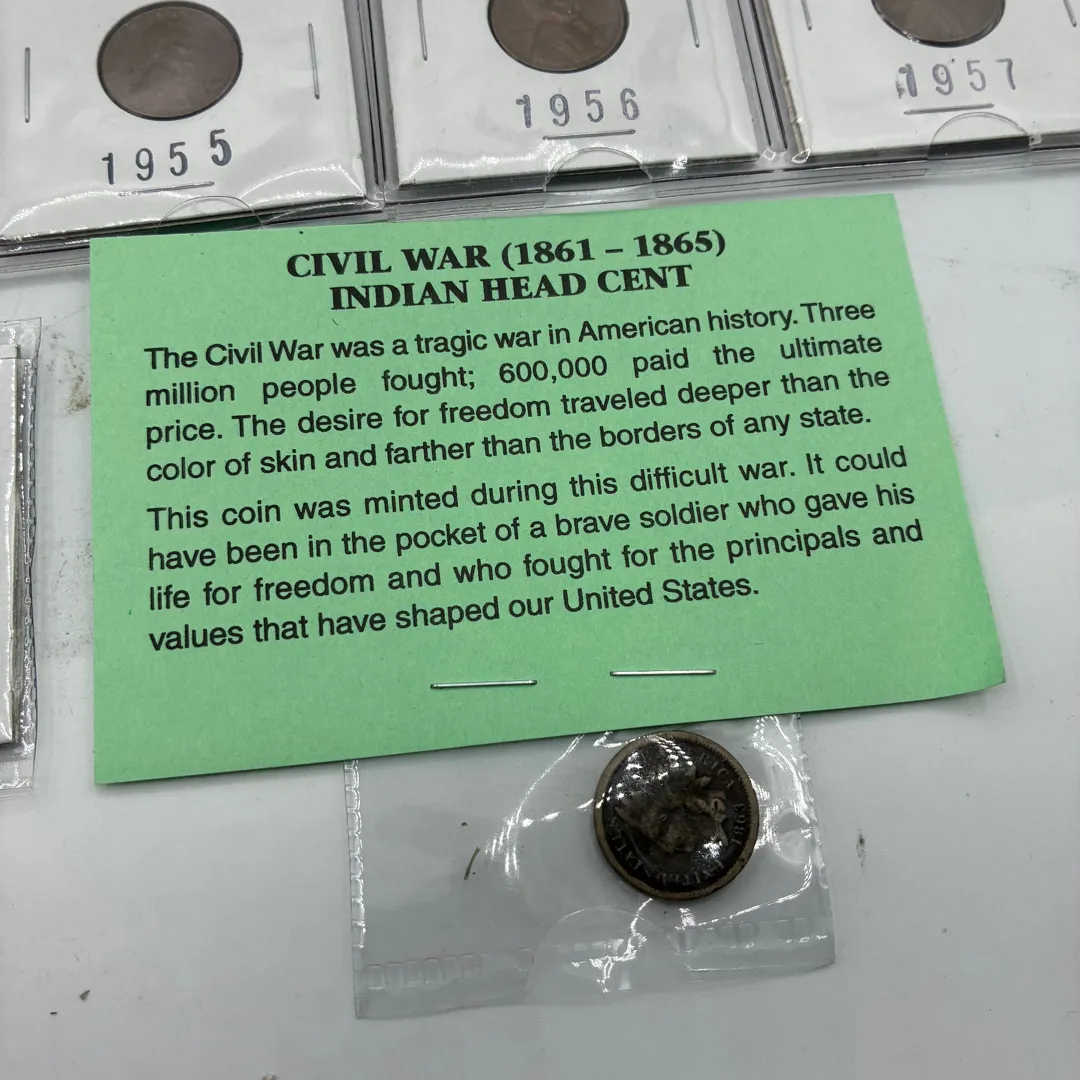 1955
1956
1957
CIVIL WAR (1861 – 1865)
INDIAN HEAD CENT
The Civil War was a tragic war in American history. Three
million people fought; 600,000 paid the ultimate
price. The desire for freedom traveled deeper than the
color of skin and farther than the borders of any state.
This coin was minted during this difficult war. It could
have been in the pocket of a brave soldier who gave his
life for freedom and who fought for the principals and
values that have shaped our United States.
1863